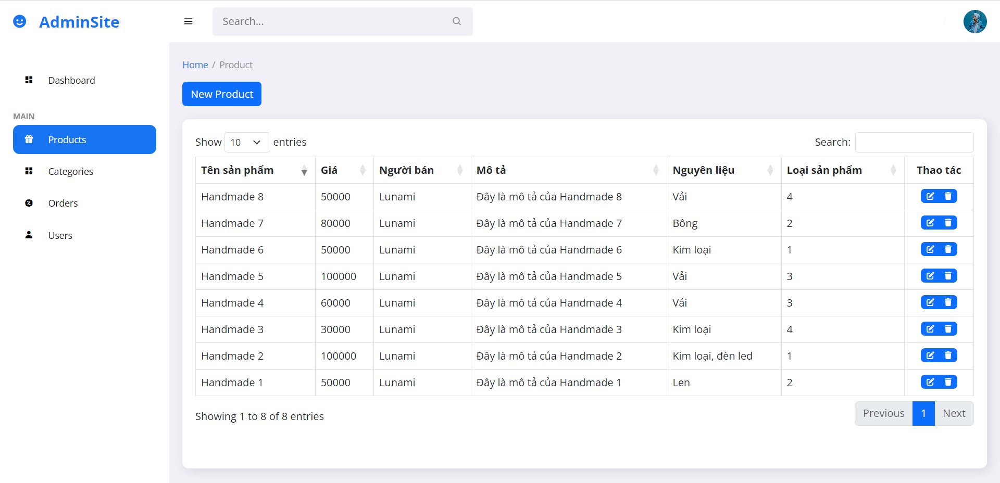 AdminSite
Search...
Dashboard
MAIN
Products
Categories
Orders
Users
Home / Product
New Product
Show 10 entries
Search:
Tên sản phẩm Giá Người bán Mô tả Nguyên liệu Loại sản phẩm Thao tác
Handmade 8 50000 Lunami Đây là mô tả của Handmade 8 Vải 4
Handmade 7 80000 Lunami Đây là mô tả của Handmade 7 Bông 2
Handmade 6 50000 Lunami Đây là mô tả của Handmade 6 Kim loại 1
Handmade 5 100000 Lunami Đây là mô tả của Handmade 5 Vải 3
Handmade 4 60000 Lunami Đây là mô tả của Handmade 4 Vải 3
Handmade 3 30000 Lunami Đây là mô tả của Handmade 3 Kim loại 4
Handmade 2 100000 Lunami Đây là mô tả của Handmade 2 Kim loại, đèn led 1
Handmade 1 50000 Lunami Đây là mô tả của Handmade 1 Len 2
Showing 1 to 8 of 8 entries
Previous 1 Next